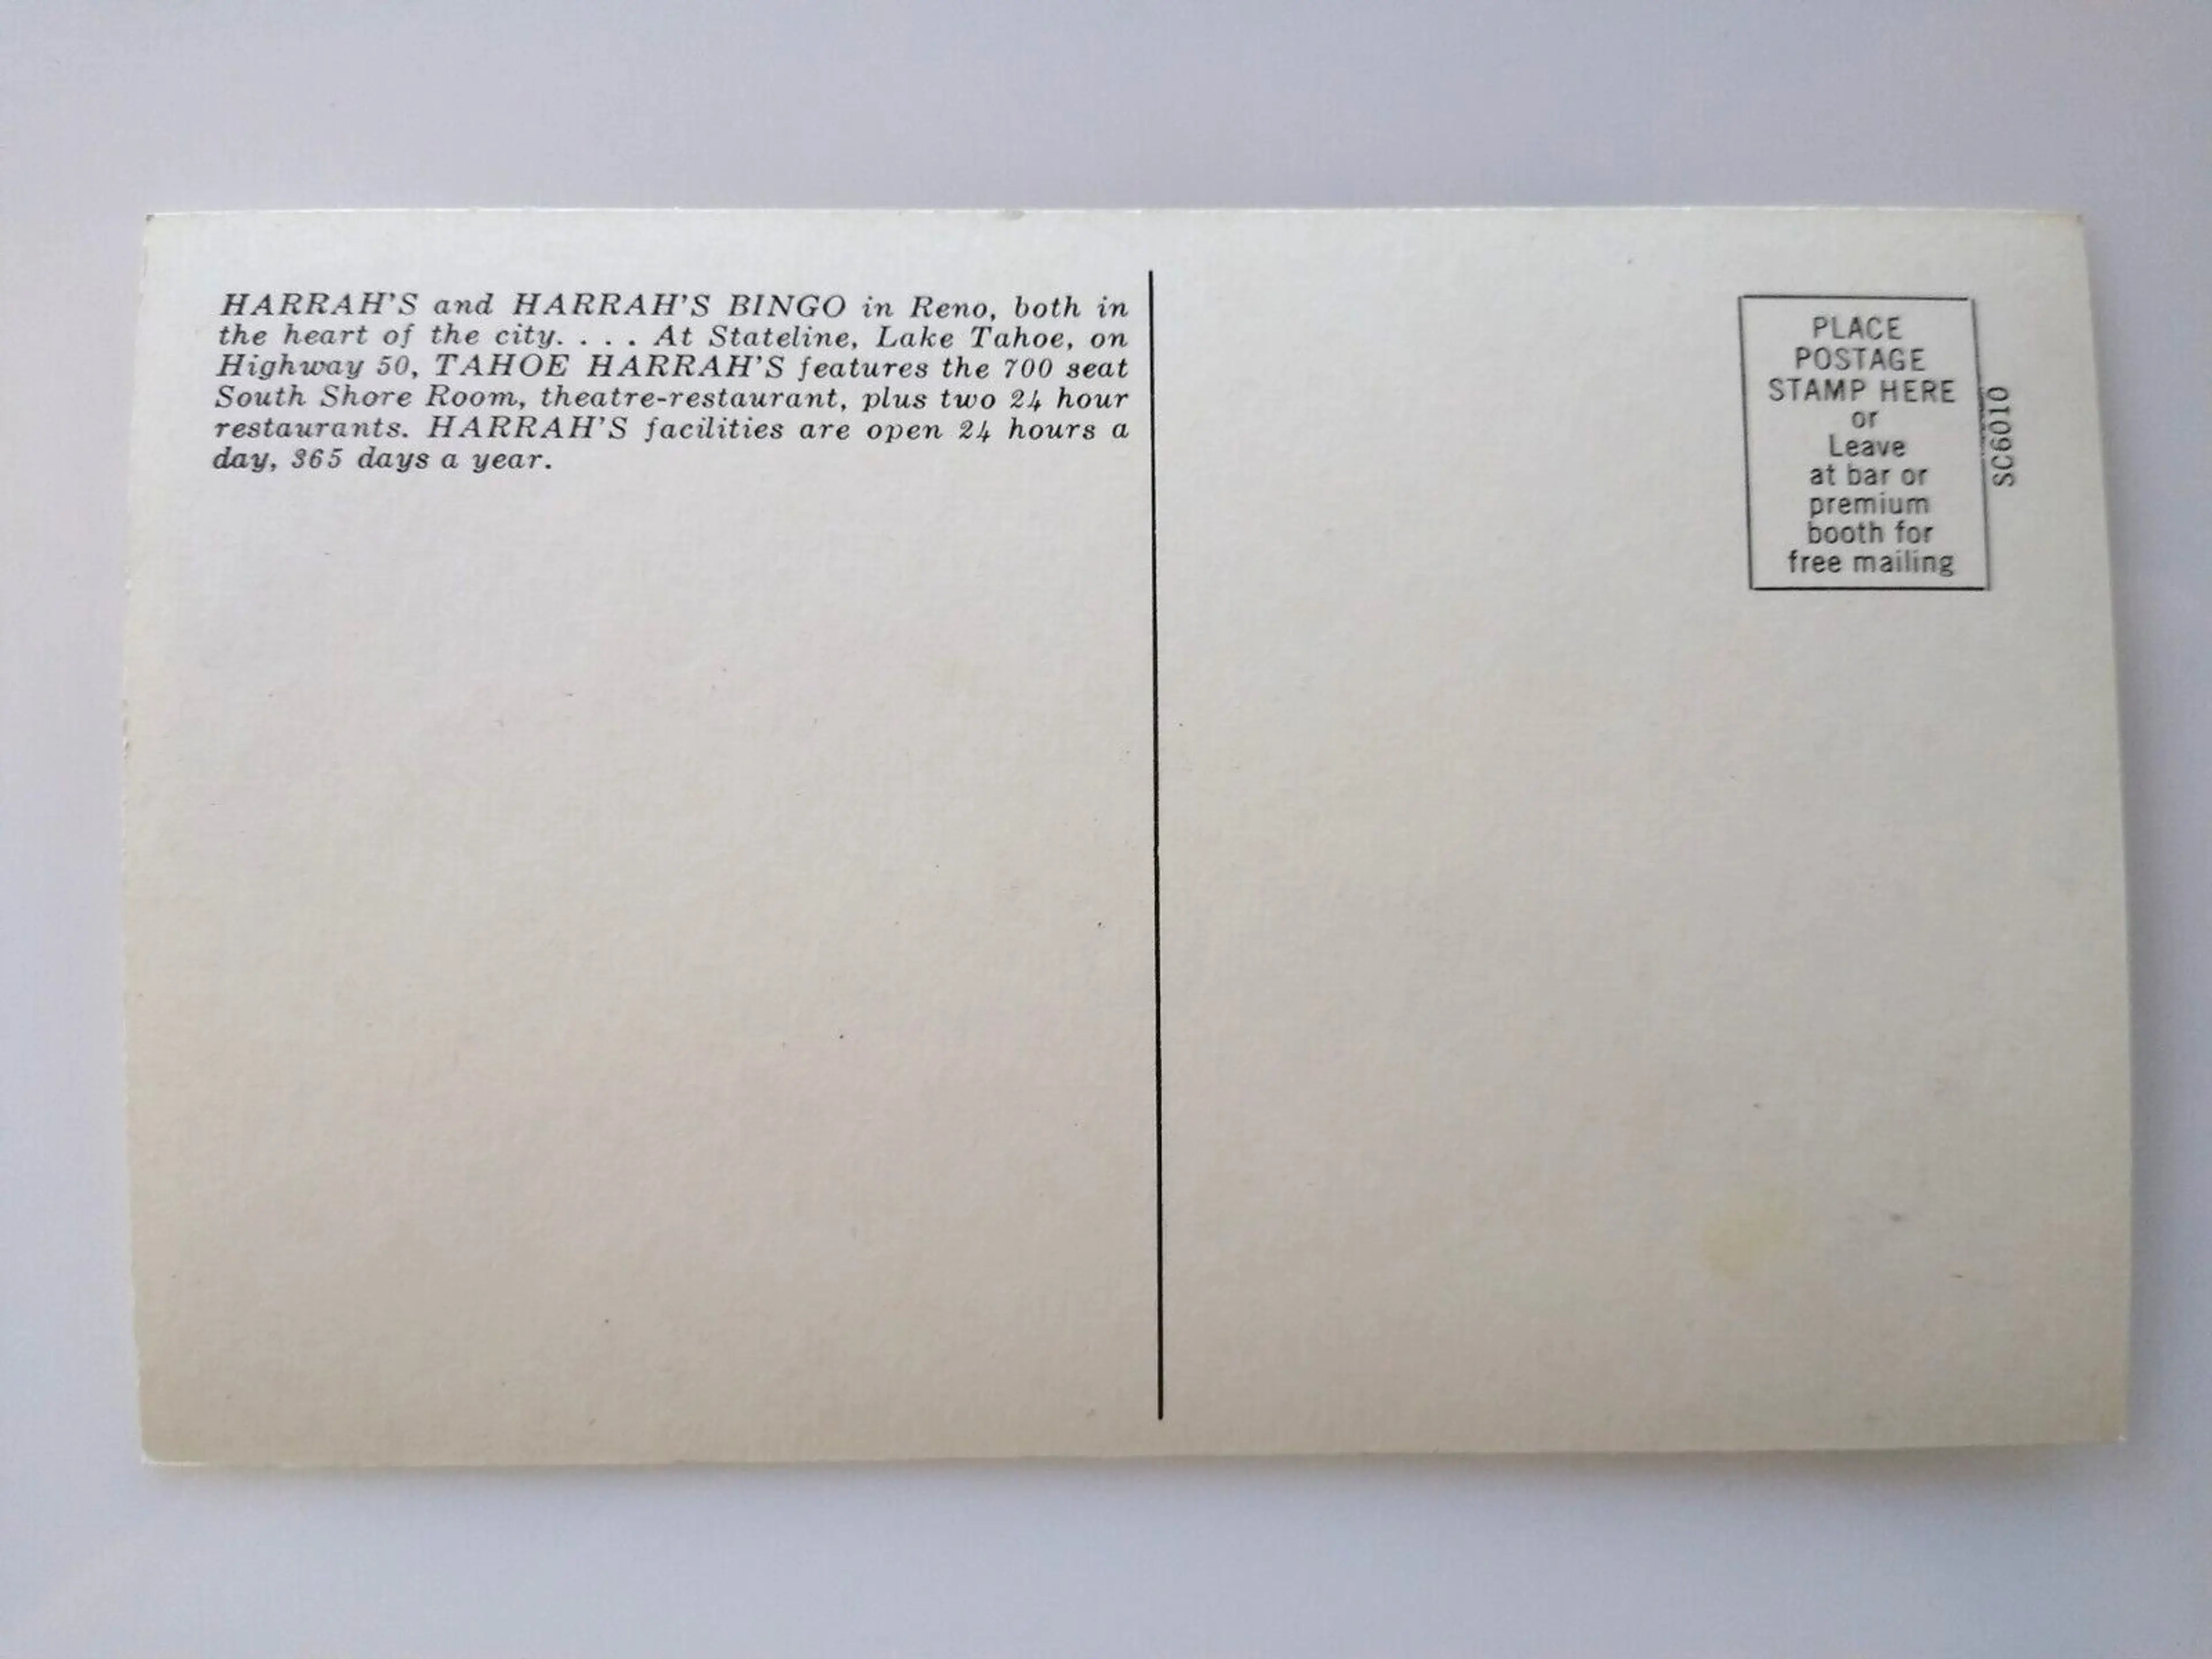 HARRAH'S and HARRAH'S BINGO in Reno, both in
the heart of the city. . . . At Stateline, Lake Tahoe, on
Highway 50, TAHOE HARRAH'S features the 700 seat
South Shore Room, theatre-restaurant, plus two 24 hour
restaurants. HARRAH'S facilities are open 24 hours a
day, 365 days a year.
PLACE
POSTAGE
STAMP HERE
or
Leave
at bar or
premium
booth for
free mailing
SC6010